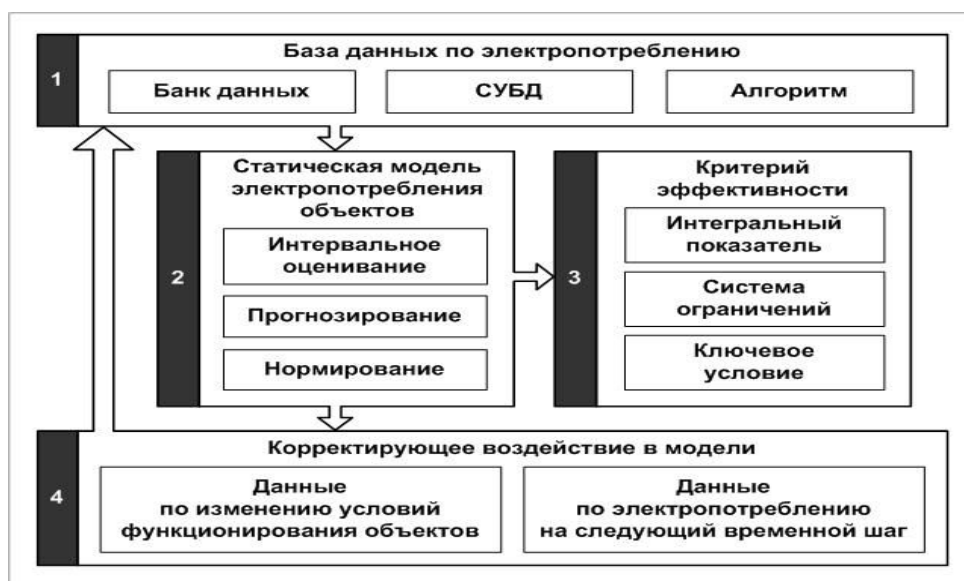 1
База данных по электропотреблению
Банк данных
СУБД
Алгоритм
2
Статическая модель
электропотребления
объектов
Интервальное
оценивание
Прогнозирование
Нормирование
3
Критерий
эффективности
Интегральный
показатель
Система
ограничений
Ключевое
условие
4
Корректирующее воздействие в модели
Данные
по изменению условий
функционирования объектов
Данные
по электропотреблению
на следующий временной шаг